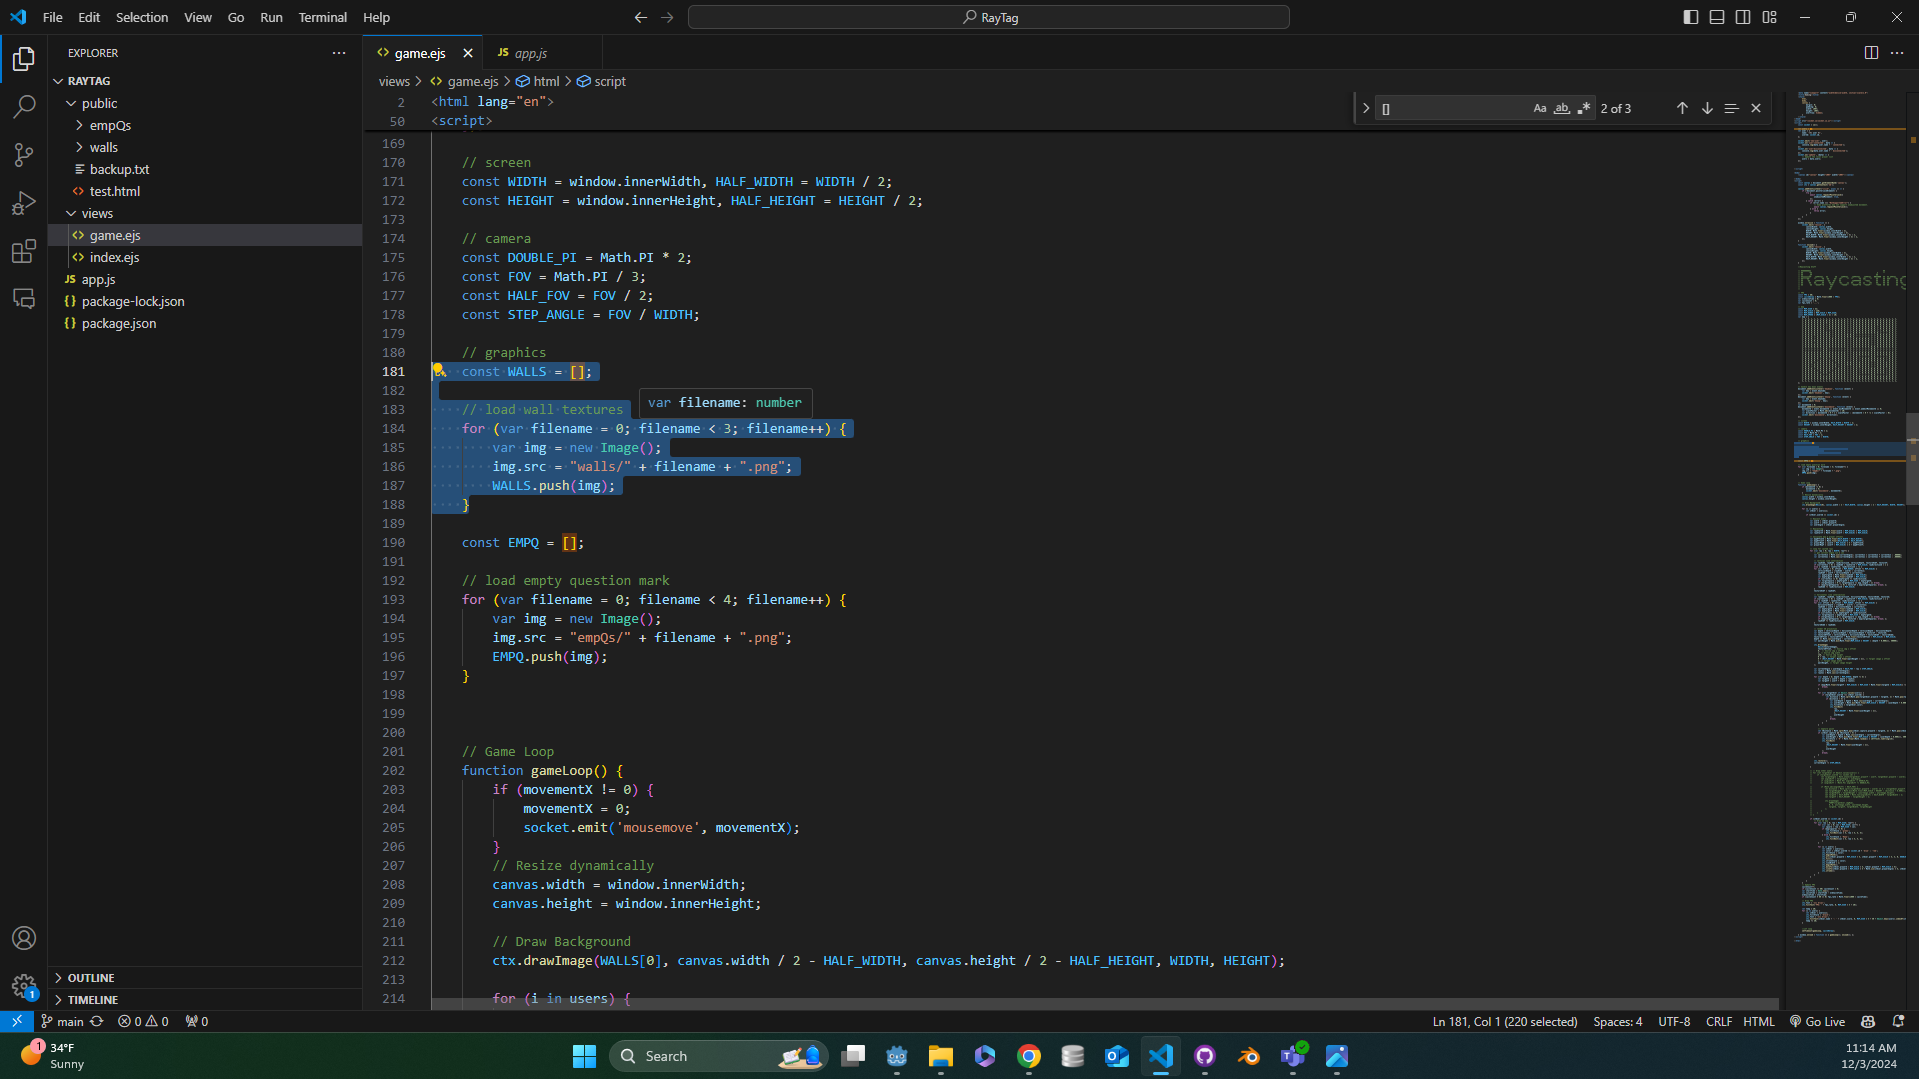 File Edit Selection View Go Run Terminal Help
RayTag
EXPLORER
RAYTAG
public
empQs
walls
backup.txt
test.html
views
game.ejs
index.ejs
JS app.js
{} package-lock.json
{} package.json
OUTLINE
TIMELINE
game.ejs
JS app.js
views > game.ejs > html > script
[]
Aa ab 2 of 3
2 <html lang="en">
50 <script>
169
170 // screen
171 const WIDTH = window.innerWidth, HALF_WIDTH = WIDTH / 2;
172 const HEIGHT = window.innerHeight, HALF_HEIGHT = HEIGHT / 2;
173
174 // camera
175 const DOUBLE_PI = Math.PI * 2;
176 const FOV = Math.PI / 3;
177 const HALF_FOV = FOV / 2;
178 const STEP_ANGLE = FOV / WIDTH;
179
180 // graphics
181 const WALLS = [];
182
var filename: number
183 // load wall textures
184 for (var filename = 0; filename < 3; filename++) {
185 var img = new Image();
186 img.src = "walls/" + filename + ".png";
187 WALLS.push(img);
188 }
189
190 const EMPQ = [];
191
192 // load empty question mark
193 for (var filename = 0; filename < 4; filename++) {
194 var img = new Image();
195 img.src = "empQs/" + filename + ".png";
196 EMPQ.push(img);
197 }
198
199
200
201 // Game Loop
202 function gameLoop() {
203 if (movementX != 0) {
204 movementX = 0;
205 socket.emit('mousemove', movementX);
206 }
207 // Resize dynamically
208 canvas.width = window.innerWidth;
209 canvas.height = window.innerHeight;
210
211 // Draw Background
212 ctx.drawImage(WALLS[0], canvas.width / 2 - HALF_WIDTH, canvas.height / 2 - HALF_HEIGHT, WIDTH, HEIGHT);
213
214 for (i in users) {
Raycasting
1
main 0 0 0
Ln 181, Col 1 (220 selected) Spaces: 4 UTF-8 CRLF HTML Go Live
1
34°F
Sunny
Search
11:14 AM
12/3/2024